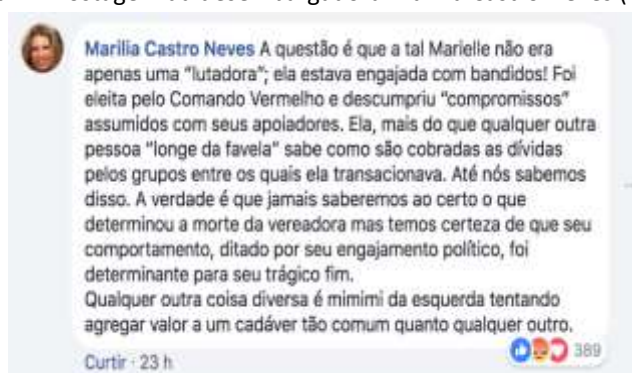 Marilia Castro Neves A questão é que a tal Marielle não era
apenas uma "lutadora"; ela estava engajada com bandidos! Foi
eleita pelo Comando Vermelho e descumpriu "compromissos"
assumidos com seus apoiadores. Ela, mais do que qualquer outra
pessoa "longe da favela" sabe como são cobradas as dívidas
pelos grupos entre os quais ela transacionava. Até nós sabemos
disso. A verdade é que jamais saberemos ao certo o que
determinou a morte da vereadora mas temos certeza de que seu
comportamento, ditado por seu engajamento político, foi
determinante para seu trágico fim.
Qualquer outra coisa diversa é mimimi da esquerda tentando
agregar valor a um cadáver tão comum quanto qualquer outro.
389
Curtir · 23 h